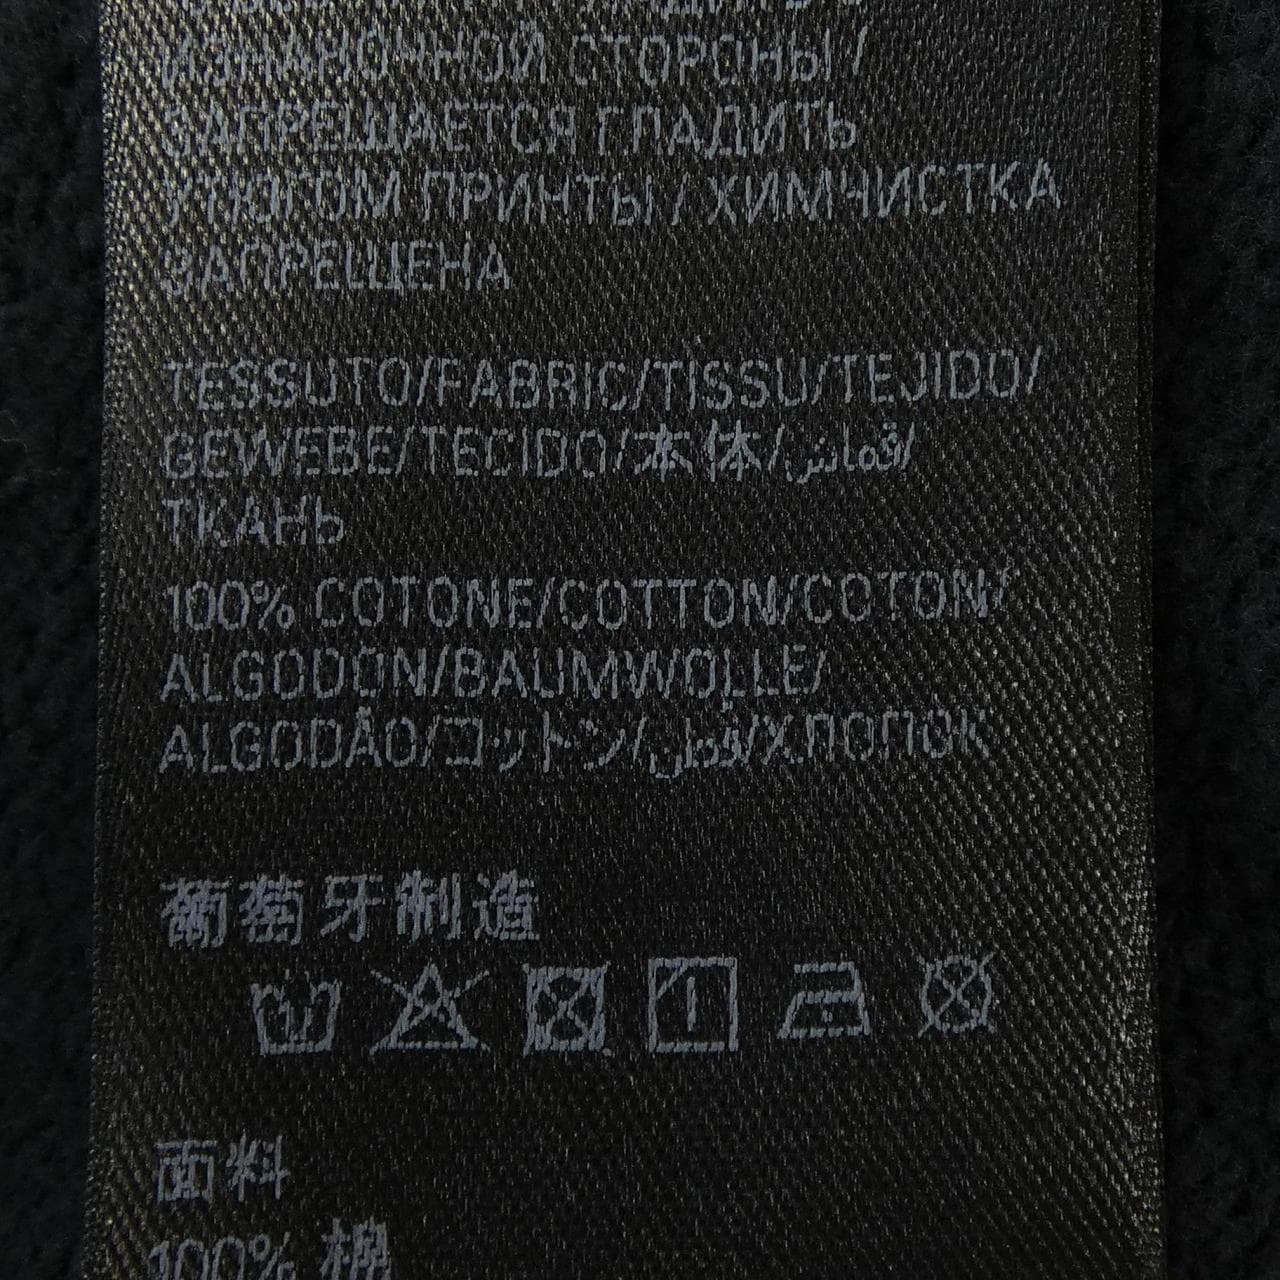 ИЗНАНОЧНОЙ СТОРОНЫ /
ЗАПРЕЩАЕТСЯ ГЛАДИТЬ
УТЮГОМ ПРИНТЫ / ХИМЧИСТКА
ЗАПРЕЩЕНА
TESSUTO/FABRIC/TISSU/TEJIDO/
GEWEBE/TECIDO/本体/قماش/
ТКАНЬ
100% COTONE/COTTON/COTON/
ALGODÓN/BAUMWOLLE/
ALGODÃO/コットン/قطن/ХЛОПОК
葡萄牙制造
面料
100% 棉